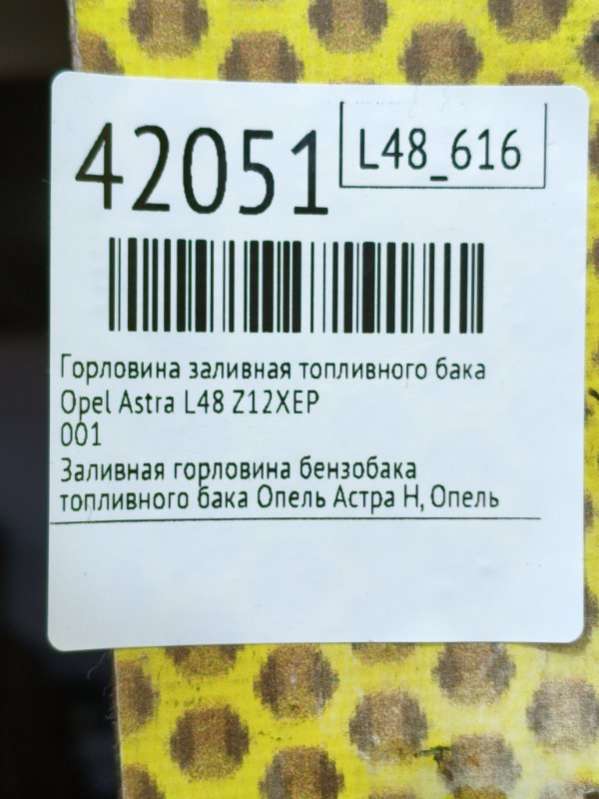 42051
L48_616
Горловина заливная топливного бака
Opel Astra L48 Z12XEP
001
Заливная горловина бензобака
топливного бака Опель Астра Н, Опель